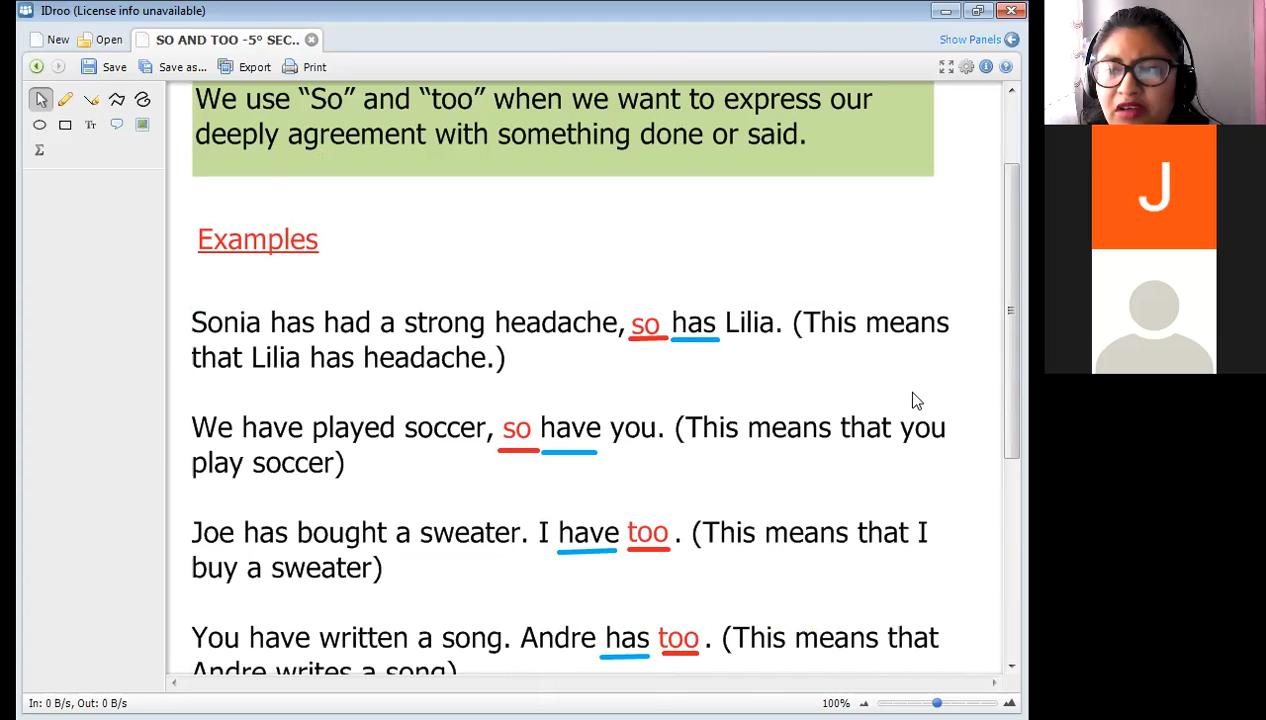 IDroo (License info unavailable)
New Open SO AND TOO -5° SEC.. Show Panels
Save Save as... Export Print
We use “So” and “too” when we want to express our
deeply agreement with something done or said.
Examples
Sonia has had a strong headache, so has Lilia. (This means
that Lilia has headache.)
We have played soccer, so have you. (This means that you
play soccer)
Joe has bought a sweater. I have too . (This means that I
buy a sweater)
You have written a song. Andre has too . (This means that
Andre writes a song)
In: 0 B/s, Out: 0 B/s 100%
Tт
Σ
J